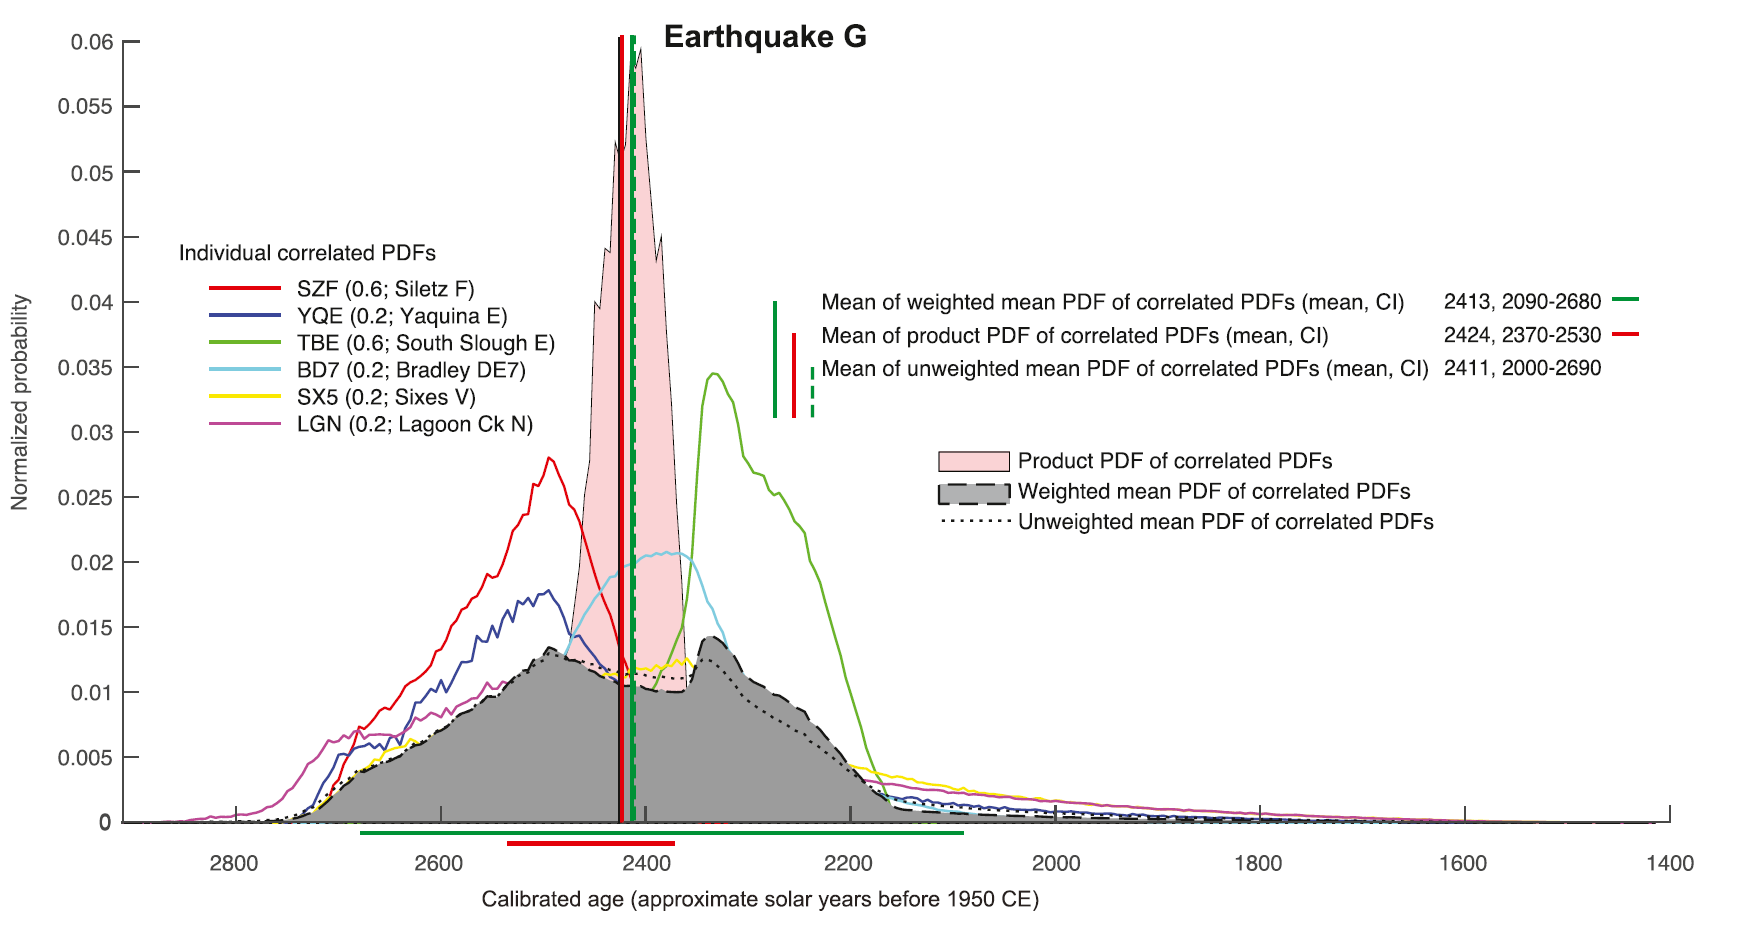 Earthquake G
0.06
0.055
0.05
0.045
0.04
0.035
0.03
0.025
0.02
0.015
0.01
0.005
0
Normalized probability
Individual correlated PDFs
SZF (0.6; Siletz F)
YQE (0.2; Yaquina E)
TBE (0.6; South Slough E)
BD7 (0.2; Bradley DE7)
SX5 (0.2; Sixes V)
LGN (0.2; Lagoon Ck N)
Mean of weighted mean PDF of correlated PDFs (mean, CI) 2413, 2090-2680
Mean of product PDF of correlated PDFs (mean, CI) 2424, 2370-2530
Mean of unweighted mean PDF of correlated PDFs (mean, CI) 2411, 2000-2690
Product PDF of correlated PDFs
Weighted mean PDF of correlated PDFs
Unweighted mean PDF of correlated PDFs
2800 2600 2400 2200 2000 1800 1600 1400
Calibrated age (approximate solar years before 1950 CE)